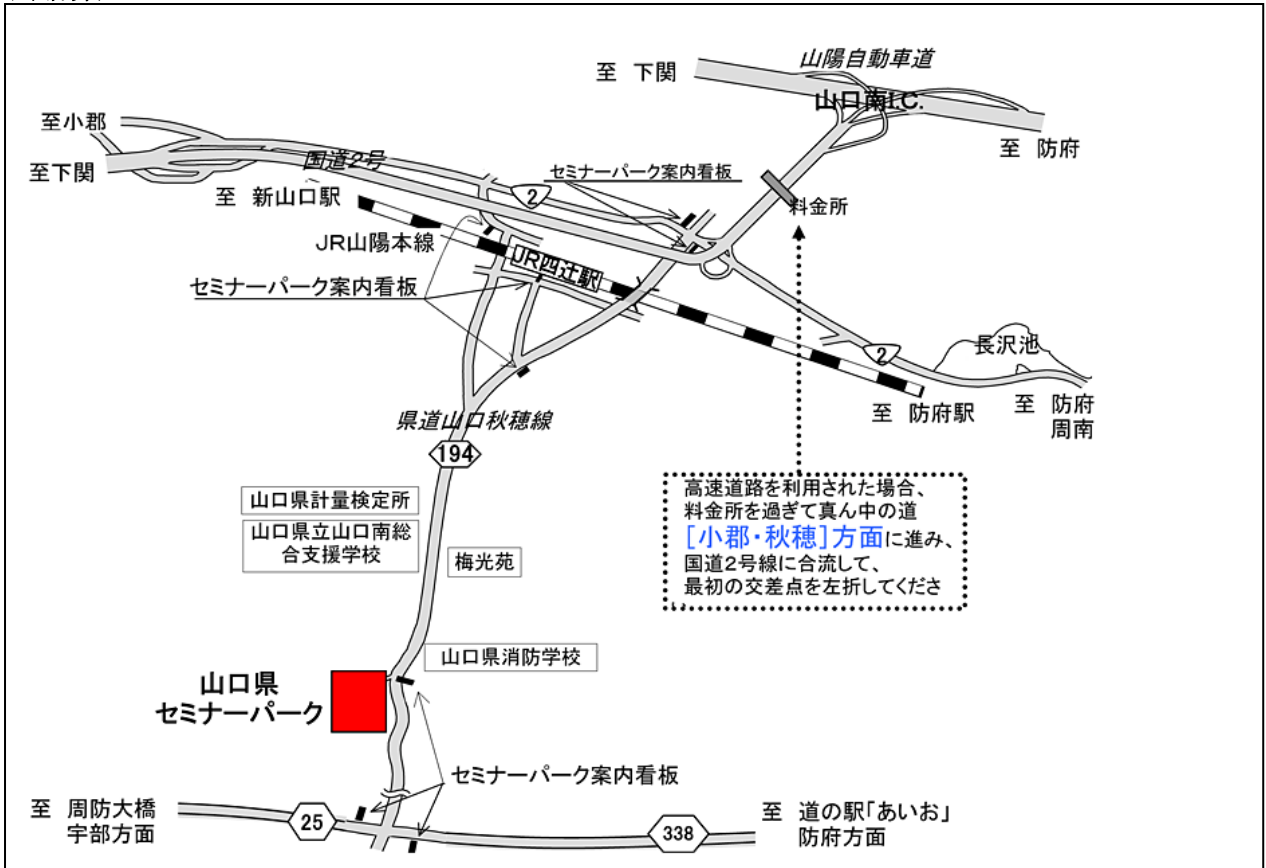 山陽自動車道
至 下関
山口南I.C.
至 防府
至小郡
至下関
国道2号
セミナーパーク案内看板
2
至 新山口駅
料金所
JR山陽本線
JR四辻駅
セミナーパーク案内看板
長沢池
2
至 防府駅
至 防府
周南
県道山口秋穂線
194
高速道路を利用された場合、
料金所を過ぎて真ん中の道
[小郡・秋穂]方面に進み、
国道2号線に合流して、
最初の交差点を左折してくださ
山口県計量検定所
山口県立山口南総
合支援学校
梅光苑
山口県消防学校
山口県
セミナーパーク
セミナーパーク案内看板
至 周防大橋
宇部方面
25
338
至 道の駅「あいお」
防府方面